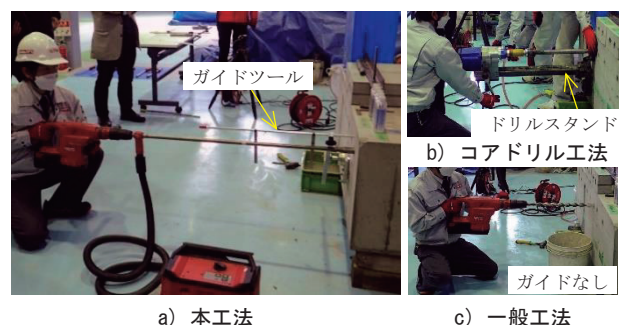 ガイドツール
ドリルスタンド
b) コアドリル工法
ガイドなし
a) 本工法
c) 一般工法